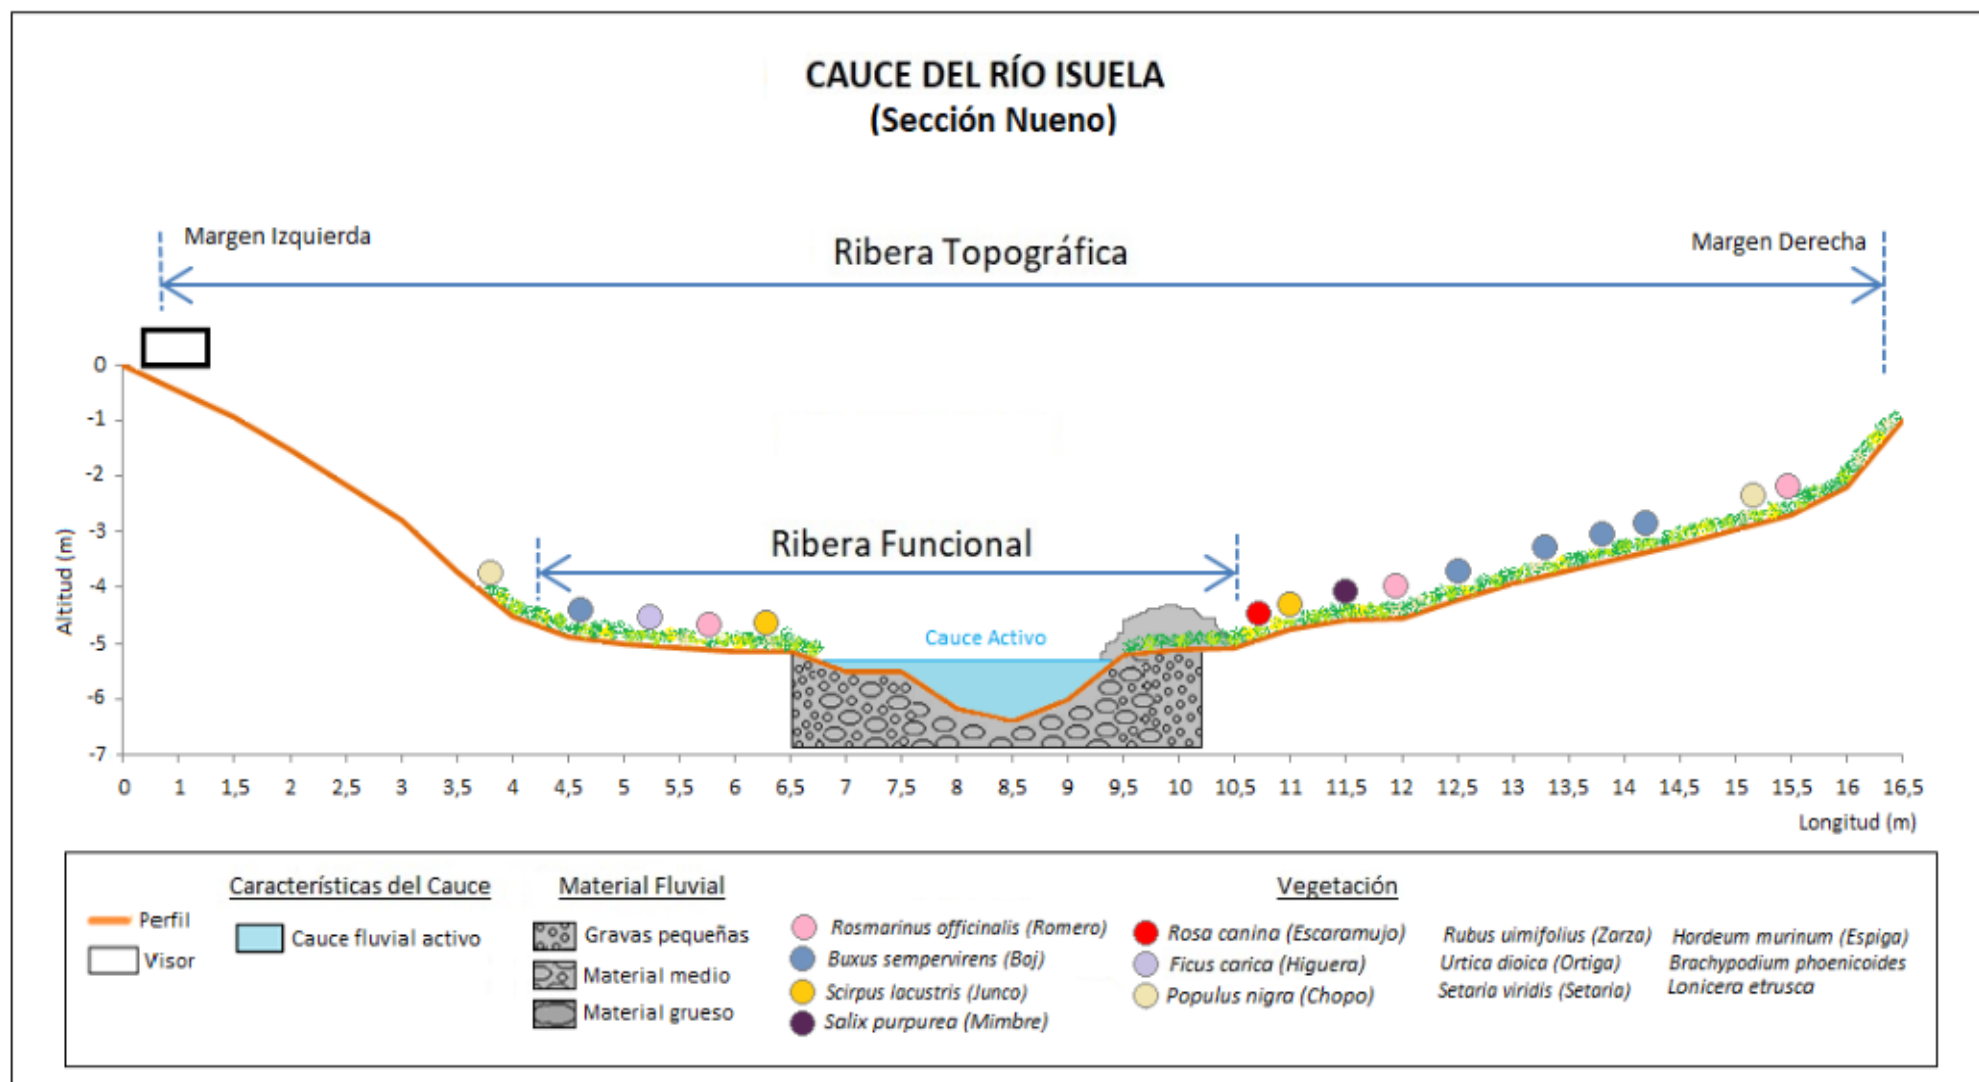 CAUCE DEL RÍO ISUELA
(Sección Nueno)
Margen Izquierda
Ribera Topográfica
Margen Derecha
Ribera Funcional
Cauce Activo
Altitud (m)
0
-1
-2
-3
-4
-5
-6
-7
0 1 1,5 2 2,5 3 3,5 4 4,5 5 5,5 6 6,5 7 7,5 8 8,5 9 9,5 10 10,5 11 11,5 12 12,5 13 13,5 14 14,5 15 15,5 16 16,5
Longitud (m)
Perfil
Visor
Características del Cauce
Cauce fluvial activo
Material Fluvial
Gravas pequeñas
Material medio
Material grueso
Vegetación
Rosmarinus officinalis (Romero)
Buxus sempervirens (Boj)
Scirpus lacustris (Junco)
Salix purpurea (Mimbre)
Rosa canina (Escaramujo)
Ficus carica (Higuera)
Populus nigra (Chopo)
Rubus uimifolius (Zarza)
Urtica dioica (Ortiga)
Setaria viridis (Setaria)
Hordeum murinum (Espiga)
Brachypodium phoenicoides
Lonicera etrusca